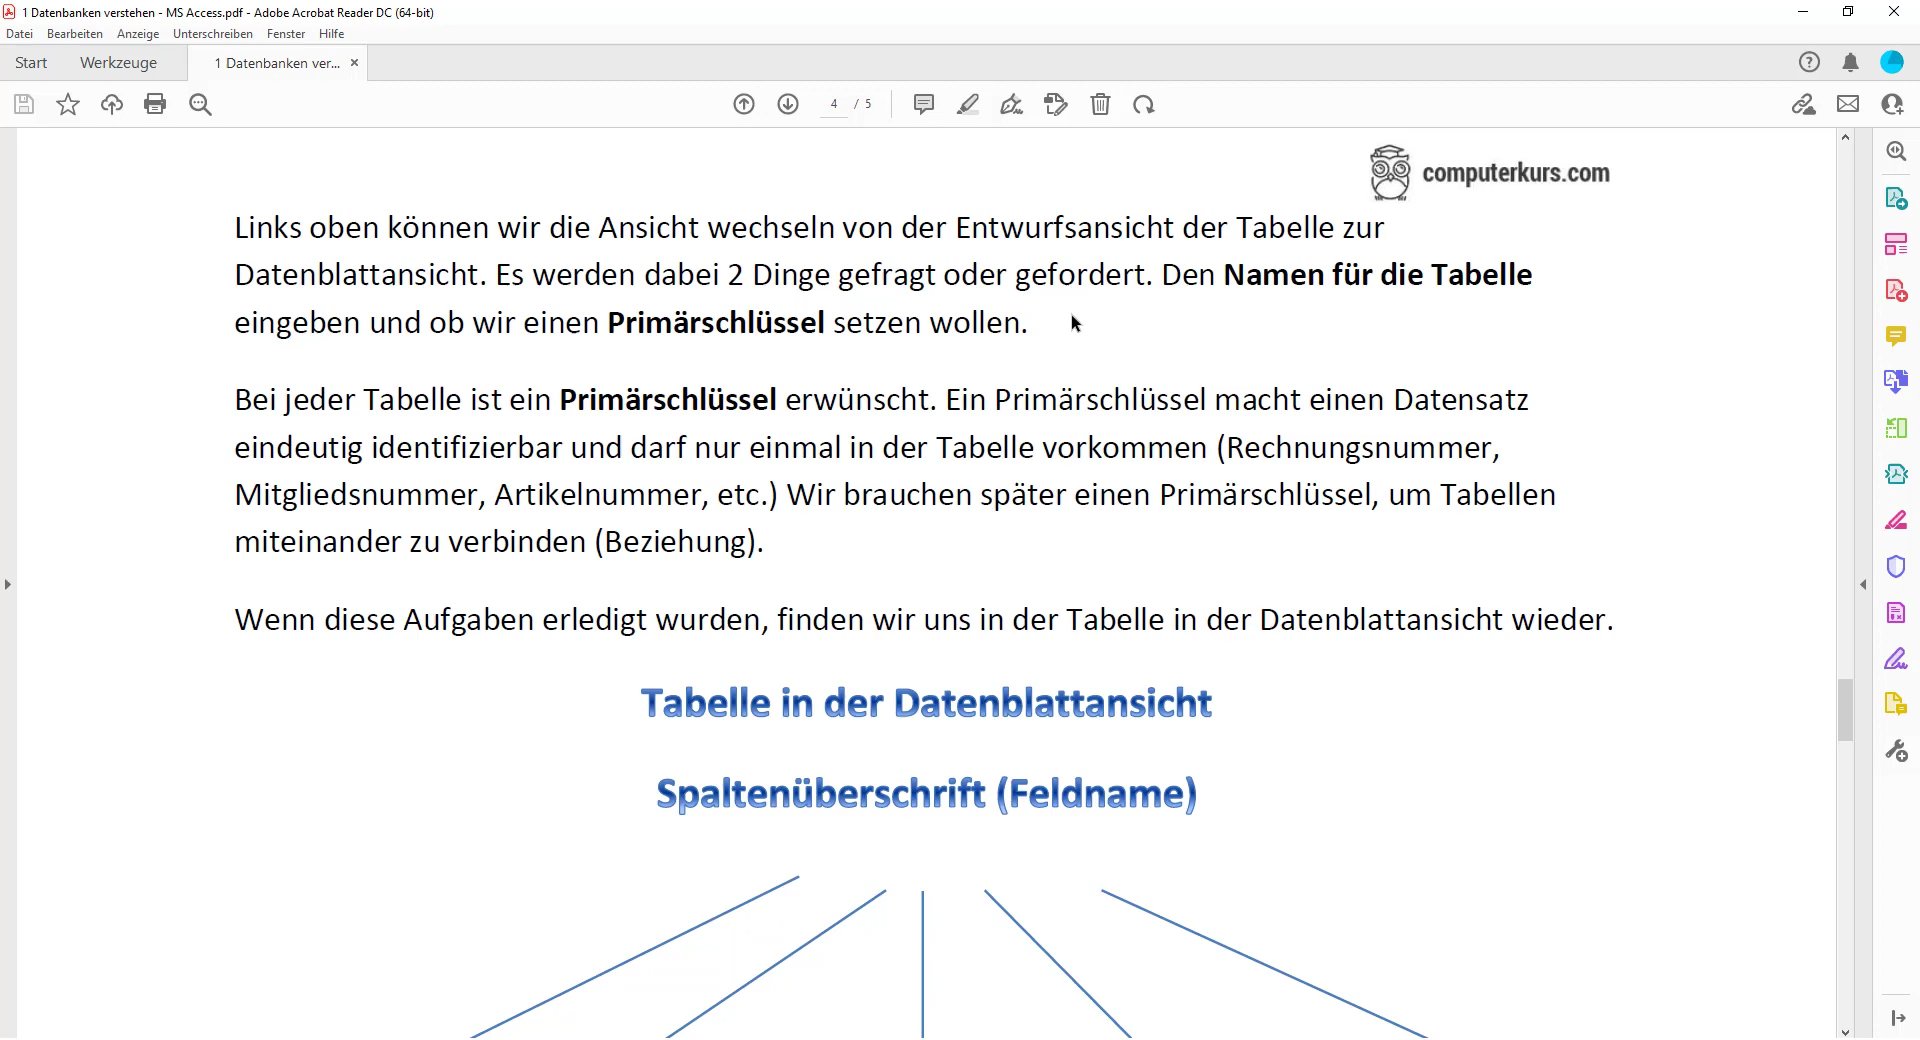 1 Datenbanken verstehen - MS Access.pdf - Adobe Acrobat Reader DC (64-bit)
Datei Bearbeiten Anzeige Unterschreiben Fenster Hilfe
Start Werkzeuge 1 Datenbanken ver... ×
4 / 5
computerkurs.com
Links oben können wir die Ansicht wechseln von der Entwurfsansicht der Tabelle zur
Datenblattansicht. Es werden dabei 2 Dinge gefragt oder gefordert. Den Namen für die Tabelle
eingeben und ob wir einen Primärschlüssel setzen wollen.
Bei jeder Tabelle ist ein Primärschlüssel erwünscht. Ein Primärschlüssel macht einen Datensatz
eindeutig identifizierbar und darf nur einmal in der Tabelle vorkommen (Rechnungsnummer,
Mitgliedsnummer, Artikelnummer, etc.) Wir brauchen später einen Primärschlüssel, um Tabellen
miteinander zu verbinden (Beziehung).
Wenn diese Aufgaben erledigt wurden, finden wir uns in der Tabelle in der Datenblattansicht wieder.
Tabelle in der Datenblattansicht
Spaltenüberschrift (Feldname)